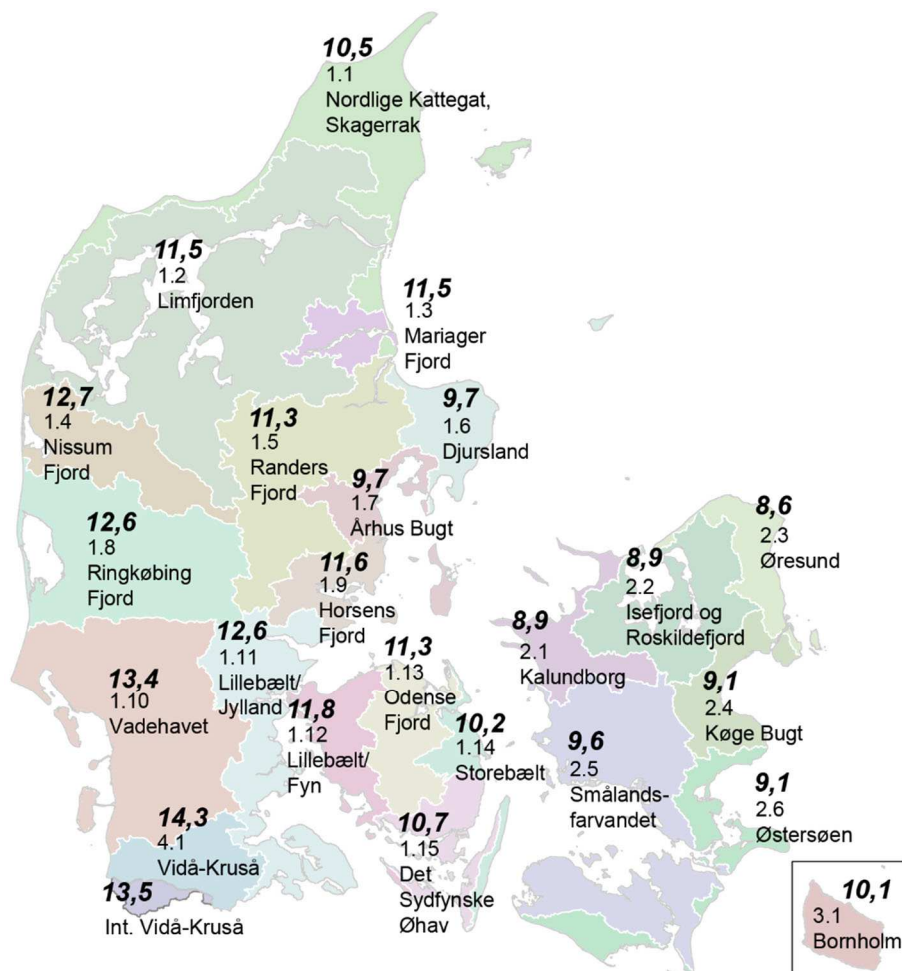 10,5
1.1
Nordlige Kattegat,
Skagerrak
11,5
1.2
Limfjorden
11,5
1.3
Mariager
Fjord
12,7
1.4
Nissum
Fjord
11,3
1.5
Randers
Fjord
9,7
1.6
Djursland
9,7
1.7
Århus Bugt
12,6
1.8
Ringkøbing
Fjord
11,6
1.9
Horsens
Fjord
8,6
2.3
Øresund
8,9
2.2
Isefjord og
Roskildefjord
8,9
2.1
Kalundborg
12,6
1.11
Lillebælt/
Jylland
11,3
1.13
Odense
Fjord
13,4
1.10
Vadehavet
11,8
1.12
Lillebælt/
Fyn
10,2
1.14
Storebælt
9,1
2.4
Køge Bugt
9,6
2.5
Smålands-
farvandet
9,1
2.6
Østersøen
14,3
4.1
Vidå-Kruså
10,7
1.15
Det
Sydfynske
Øhav
13,5
Int. Vidå-Kruså
10,1
3.1
Bornholm